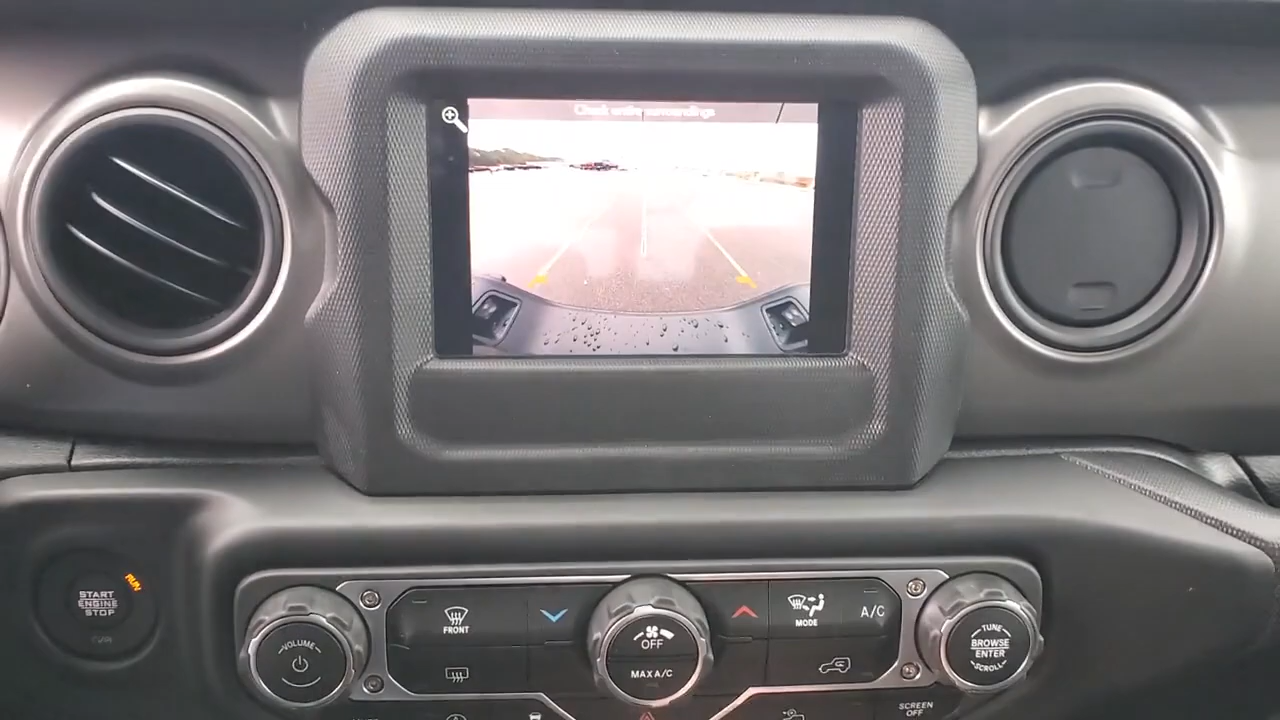 Check entire surroundings
START
ENGINE
STOP
RUN
VOLUME
FRONT
OFF
MAX A/C
MODE
A/C
TUNE
BROWSE
ENTER
SCROLL
SCREEN
OFF